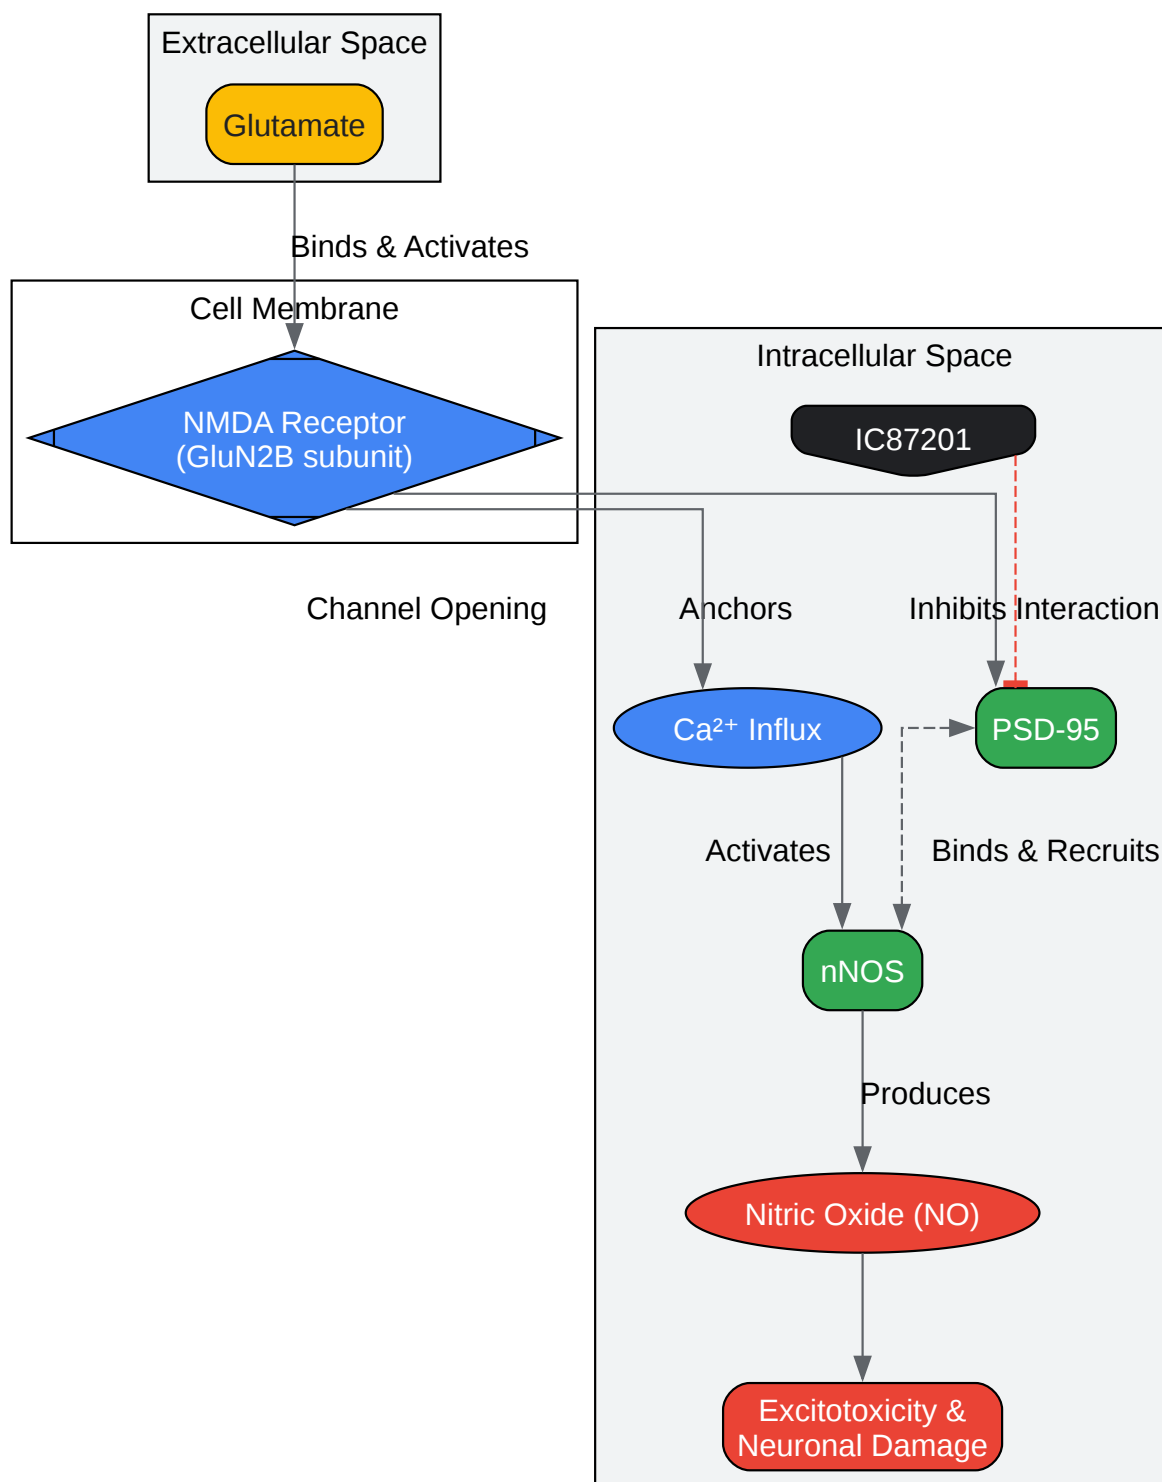 Extracellular Space
Glutamate
Binds & Activates
Cell Membrane
NMDA Receptor
(GluN2B subunit)
Intracellular Space
IC87201
Channel Opening
Anchors
Inhibits Interaction
Ca²⁺ Influx
PSD-95
Activates
Binds & Recruits
nNOS
Produces
Nitric Oxide (NO)
Excitotoxicity &
Neuronal Damage